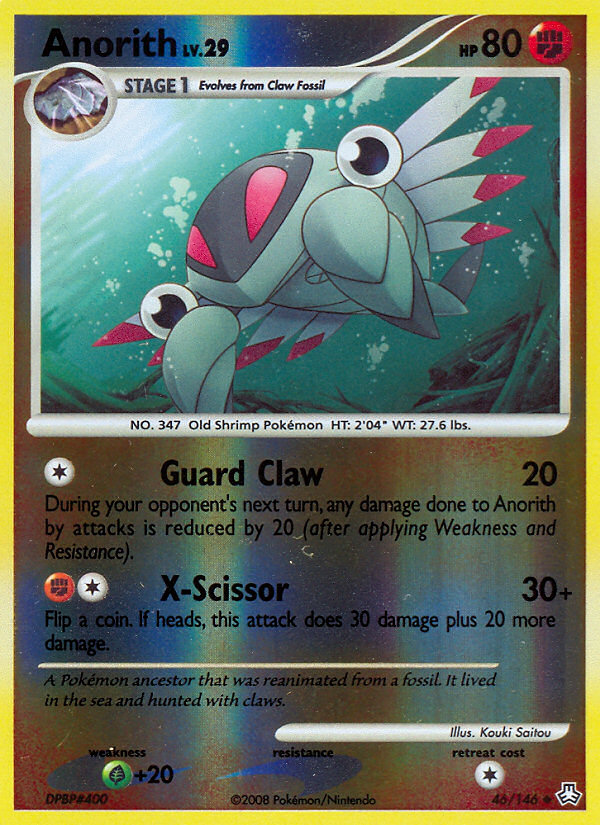 Anorith LV.29 HP 80
STAGE 1 Evolves from Claw Fossil
NO. 347 Old Shrimp Pokémon HT: 2'04" WT: 27.6 lbs.
Guard Claw 20
During your opponent's next turn, any damage done to Anorith
by attacks is reduced by 20 (after applying Weakness and
Resistance).
X-Scissor 30+
Flip a coin. If heads, this attack does 30 damage plus 20 more
damage.
A Pokémon ancestor that was reanimated from a fossil. It lived
in the sea and hunted with claws.
Illus. Kouki Saitou
weakness resistance retreat cost
+20
DPBP#400 ©2008 Pokémon/Nintendo 46/146